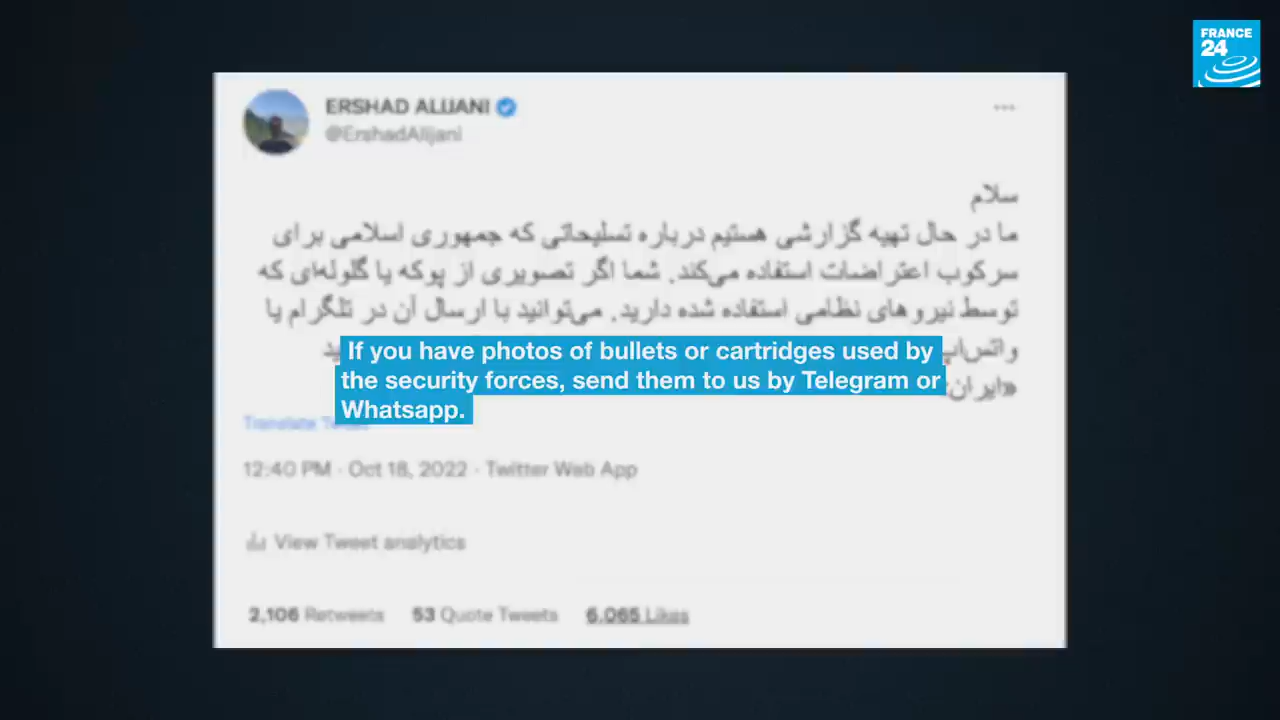 FRANCE
24
ERSHAD ALIJANI
@ErshadAlijani
سلام
ما در حال تهیه گزارشی هستیم درباره تسلیحاتی که جمهوری اسلامی برای
سرکوب اعتراضات استفاده می‌کند. شما اگر تصویری از پوکه یا گلوله‌ای که
توسط نیروهای نظامی استفاده شده دارید. می‌توانید با ارسال آن در تلگرام یا
واتس‌اپ
If you have photos of bullets or cartridges used by
the security forces, send them to us by Telegram or
Whatsapp.
Translate Tweet
12:40 PM · Oct 18, 2022 · Twitter Web App
View Tweet analytics
2,106 Retweets 53 Quote Tweets 6,065 Likes